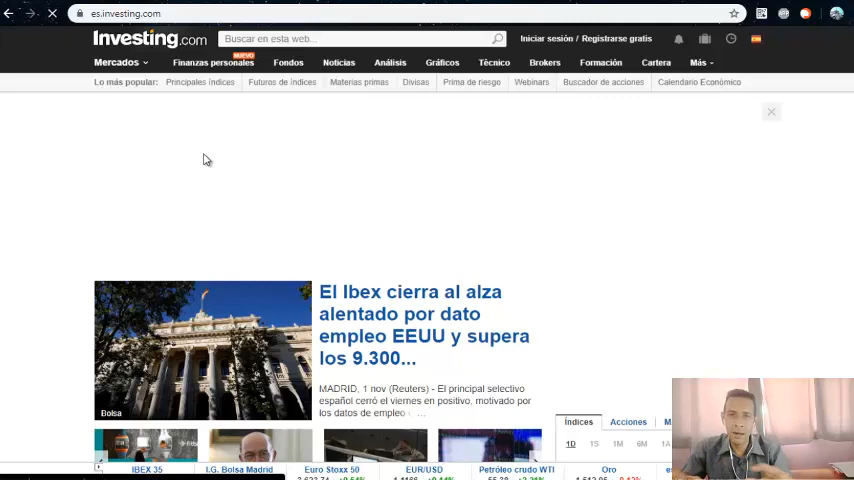 es.investing.com
Investing.com
Buscar en esta web...
Iniciar sesión / Registrarse gratis
NUEVO
Mercados Finanzas personales Fondos Noticias Análisis Gráficos Técnico Brokers Formación Cartera Más
Lo más popular: Principales índices Futuros de índices Materias primas Divisas Prima de riesgo Webinars Buscador de acciones Calendario Económico
El Ibex cierra al alza
alentado por dato
empleo EEUU y supera
los 9.300...
MADRID, 1 nov (Reuters) - El principal selectivo
español cerró el viernes en positivo, motivado por
los datos de empleo ...
Bolsa
Índices Acciones
1D 1S 1M 6M 1A
IBEX 35 I.G. Bolsa Madrid Euro Stoxx 50 EUR/USD Petróleo crudo WTI Oro